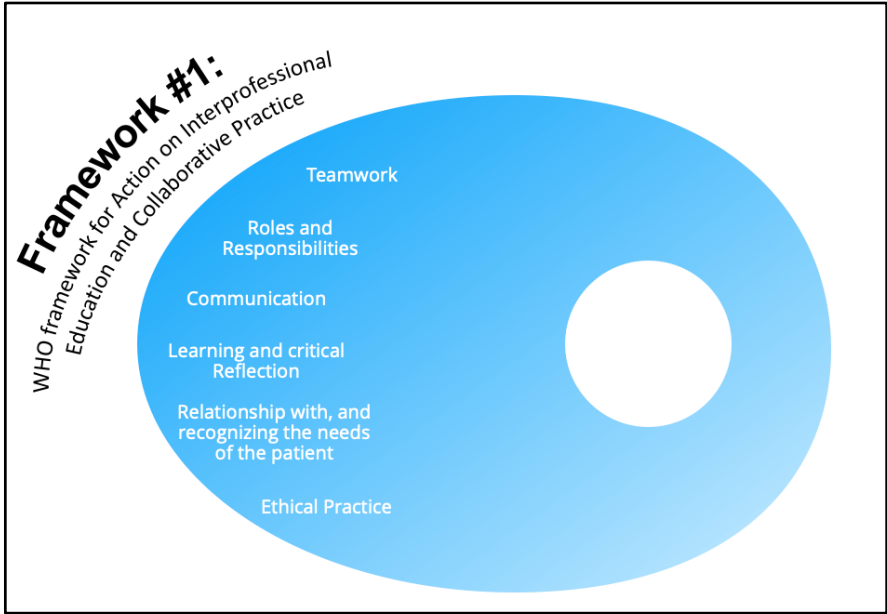 Framework #1:
WHO framework for Action on Interprofessional
Education and Collaborative Practice
Teamwork
Roles and
Responsibilities
Communication
Learning and critical
Reflection
Relationship with, and
recognizing the needs
of the patient
Ethical Practice